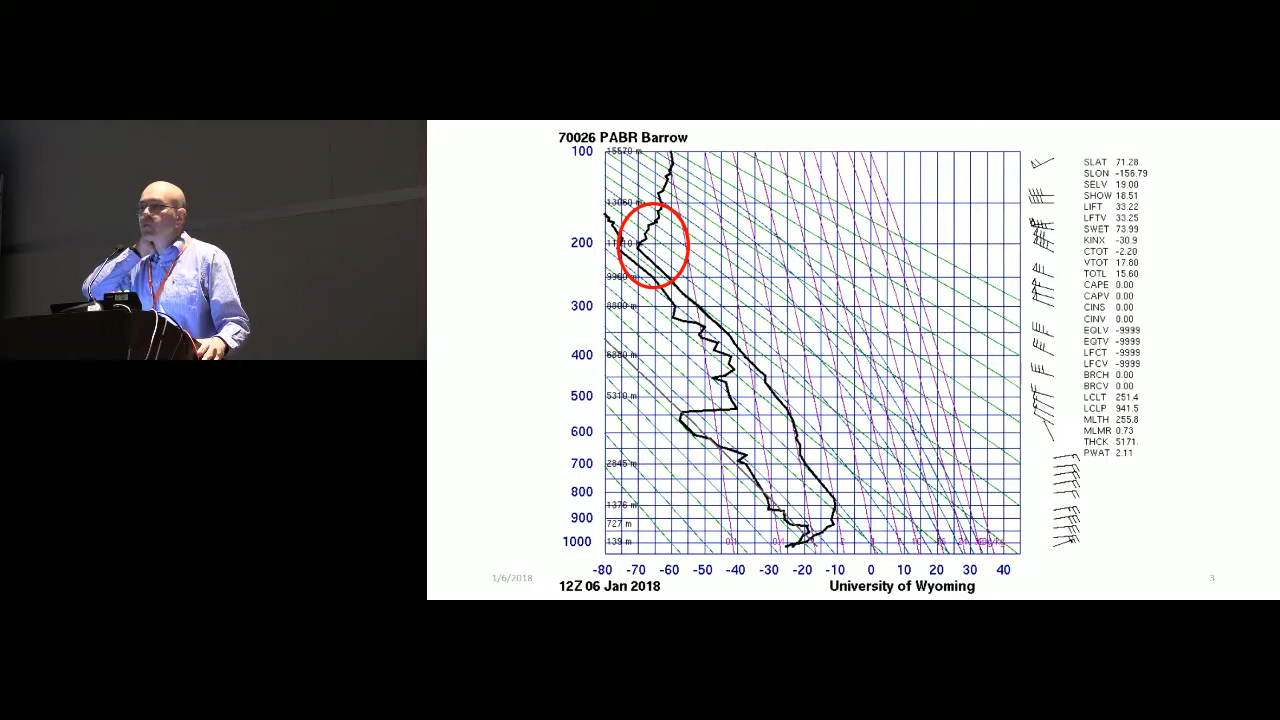 70026 PABR Barrow
100
200
300
400
500
600
700
800
900
1000
13060 m
8800 m
6880 m
5310 m
2845 m
1376 m
727 m
139 m
-80 -70 -60 -50 -40 -30 -20 -10 0 10 20 30 40
12Z 06 Jan 2018
University of Wyoming
SLAT 71.28
SLON -156.79
SELV 19.00
SHOW 18.51
LIFT 33.22
LFTV 33.25
SWET 73.99
KINX -30.9
CTOT -2.20
VTOT 17.80
TOTL 15.60
CAPE 0.00
CAPV 0.00
CINS 0.00
CINV 0.00
EQLV -9999
EQTV -9999
LFCT -9999
LFCV -9999
BRCH 0.00
BRCV 0.00
LCLT 251.4
LCLP 941.5
MLTH 255.8
MLMR 0.73
THCK 5171.
PWAT 2.11
1/6/2018
3